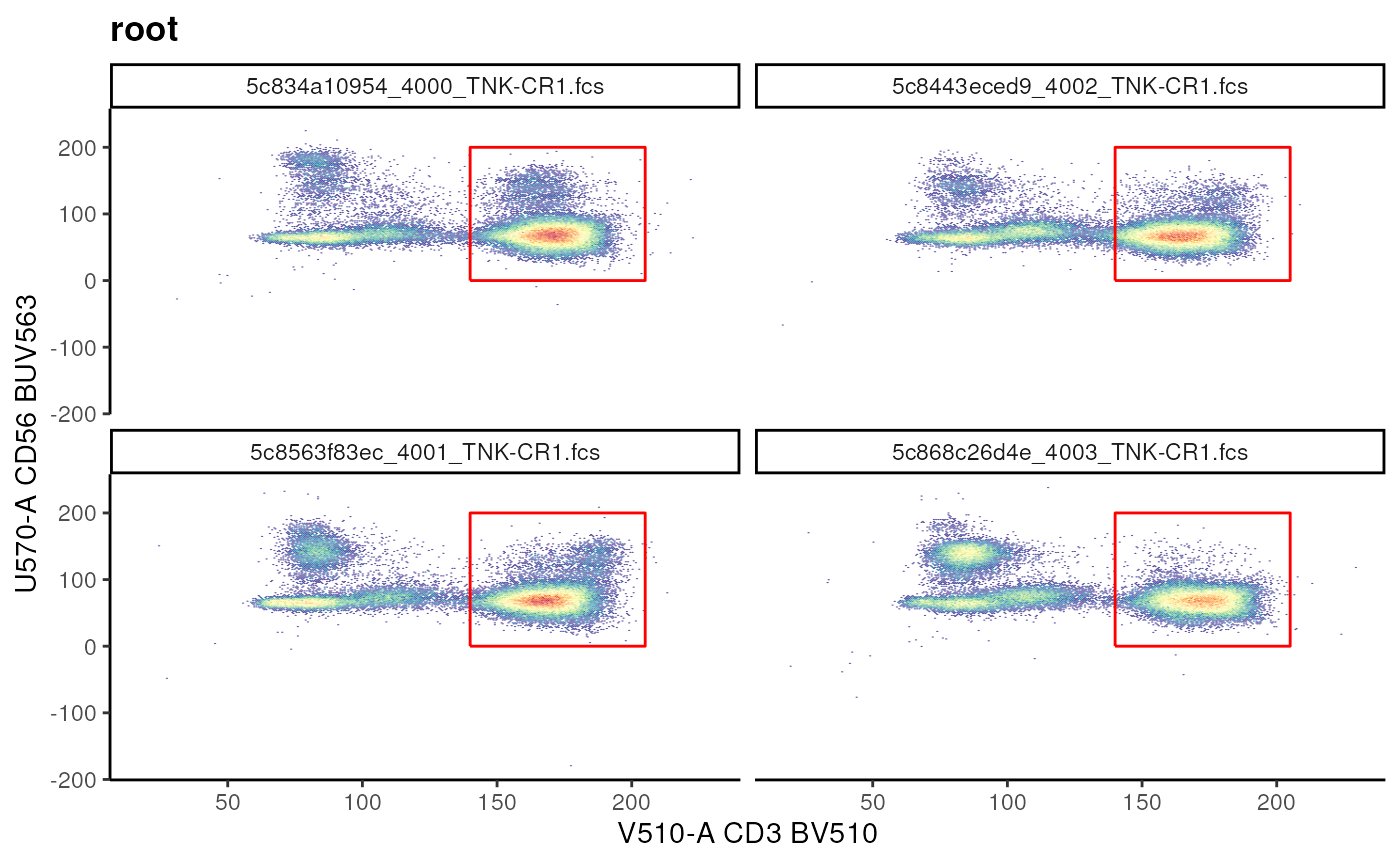 root
5c834a10954_4000_TNK-CR1.fcs
5c8443eced9_4002_TNK-CR1.fcs
200
100
0
-100
-200
5c8563f83ec_4001_TNK-CR1.fcs
5c868c26d4e_4003_TNK-CR1.fcs
200
100
0
-100
-200
U570-A CD56 BUV563
50 100 150 200 50 100 150 200
V510-A CD3 BV510